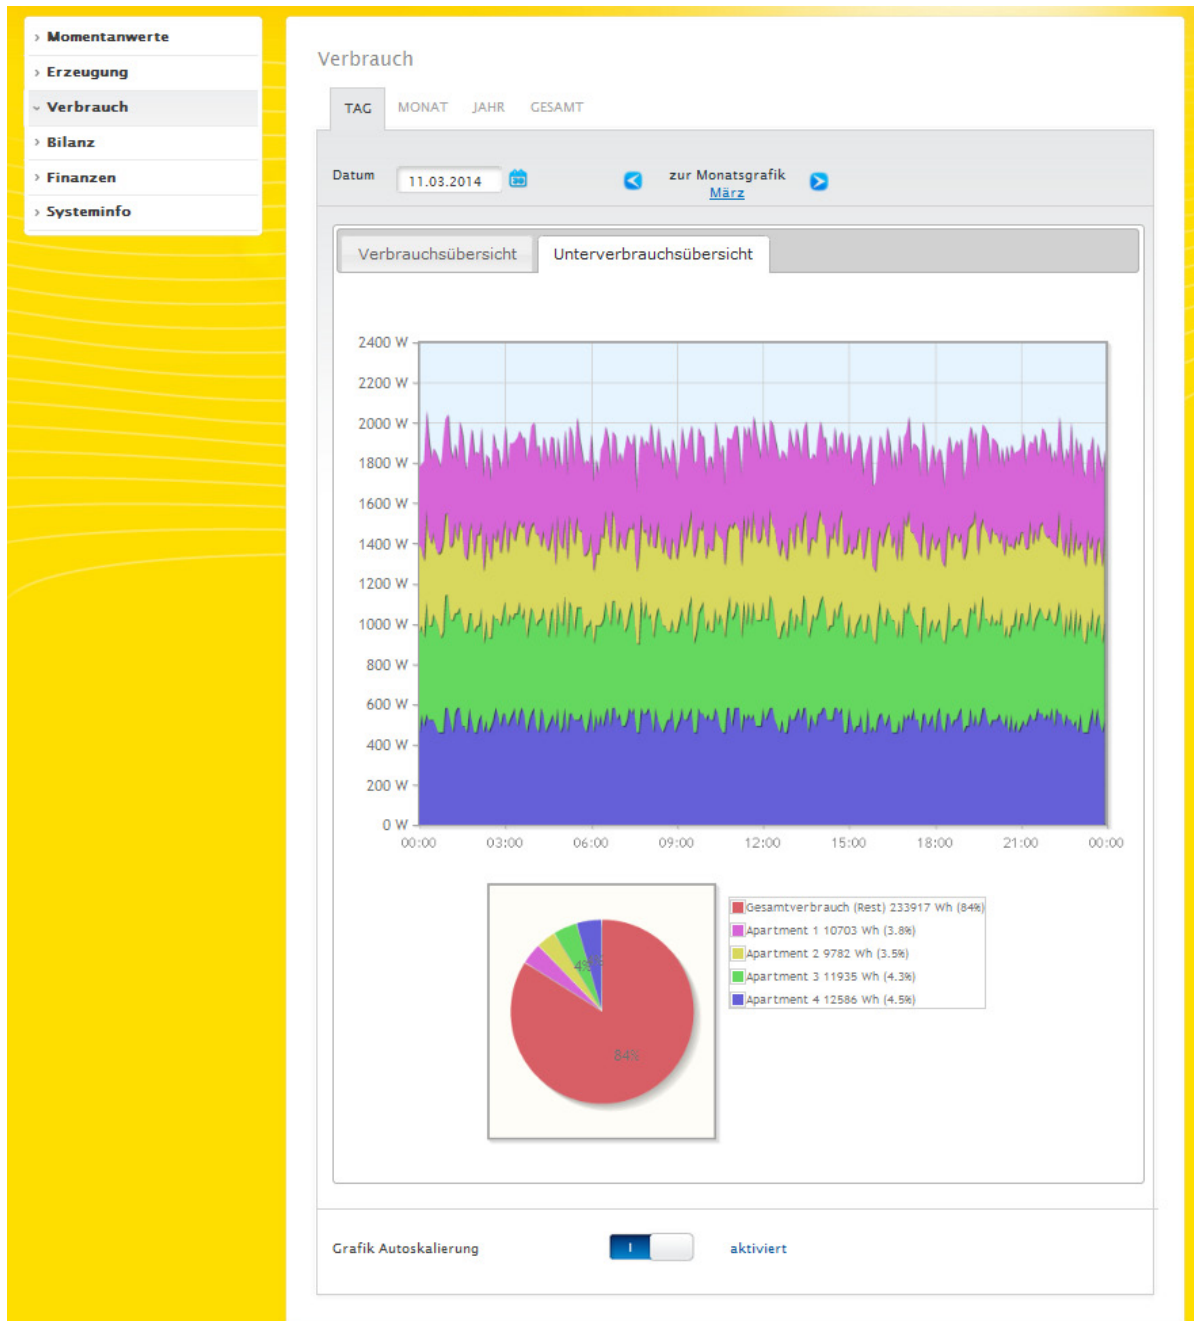 Momentanwerte
Erzeugung
Verbrauch
Bilanz
Finanzen
Systeminfo
Verbrauch
TAG MONAT JAHR GESAMT
Datum 11.03.2014 zur Monatsgrafik
März
Verbrauchsübersicht Unterverbrauchsübersicht
2400 W
2200 W
2000 W
1800 W
1600 W
1400 W
1200 W
1000 W
800 W
600 W
400 W
200 W
0 W
00:00 03:00 06:00 09:00 12:00 15:00 18:00 21:00 00:00
Gesamtverbrauch (Rest) 233917 Wh (84%)
Apartment 1 10703 Wh (3.8%)
Apartment 2 9782 Wh (3.5%)
Apartment 3 11935 Wh (4.3%)
Apartment 4 12586 Wh (4.5%)
4%
84%
Grafik Autoskalierung I aktiviert